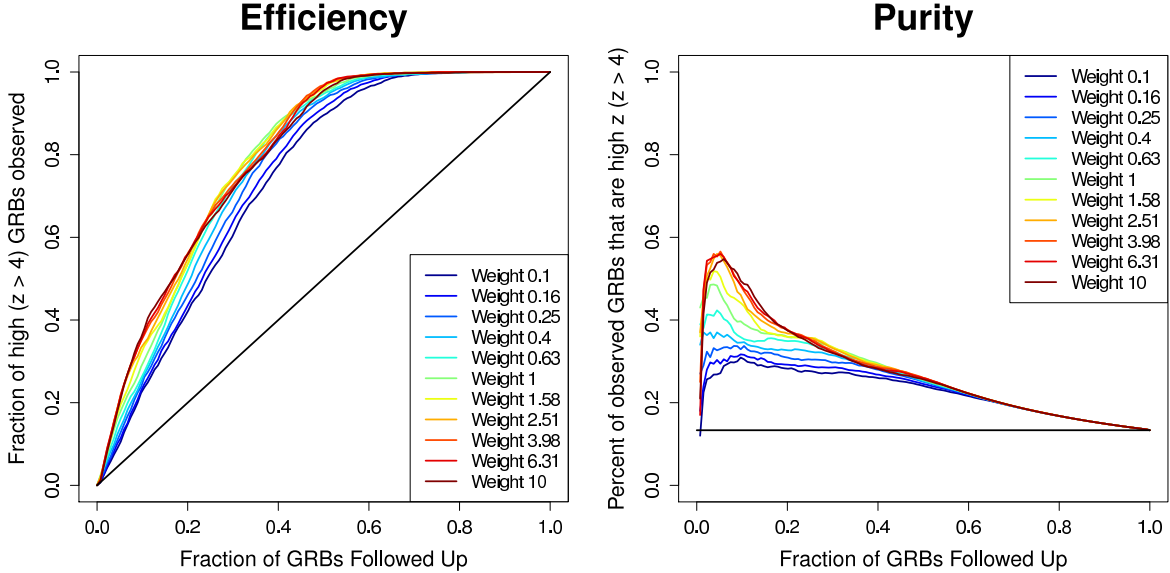 Efficiency
Fraction of high (z > 4) GRBs observed
1.0
0.8
0.6
0.4
0.2
0.0
Weight 0.1
Weight 0.16
Weight 0.25
Weight 0.4
Weight 0.63
Weight 1
Weight 1.58
Weight 2.51
Weight 3.98
Weight 6.31
Weight 10
0.0 0.2 0.4 0.6 0.8 1.0
Fraction of GRBs Followed Up
Purity
Percent of observed GRBs that are high z (z > 4)
1.0
0.8
0.6
0.4
0.2
0.0
Weight 0.1
Weight 0.16
Weight 0.25
Weight 0.4
Weight 0.63
Weight 1
Weight 1.58
Weight 2.51
Weight 3.98
Weight 6.31
Weight 10
0.0 0.2 0.4 0.6 0.8 1.0
Fraction of GRBs Followed Up